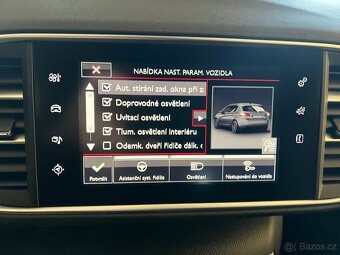 NABÍDKA NAST. PARAM. VOZIDLA
Aut. stírání zad. okna při z
Doprovodné osvětlení
Uvítací osvětlení
Tlum. osvětlení interiéru
Odemk. dveří řidiče dálk. o
Potvrdit
Asistenční syst. řidiče
Osvětlení
Nastupování do vozidla
Bazos.cz